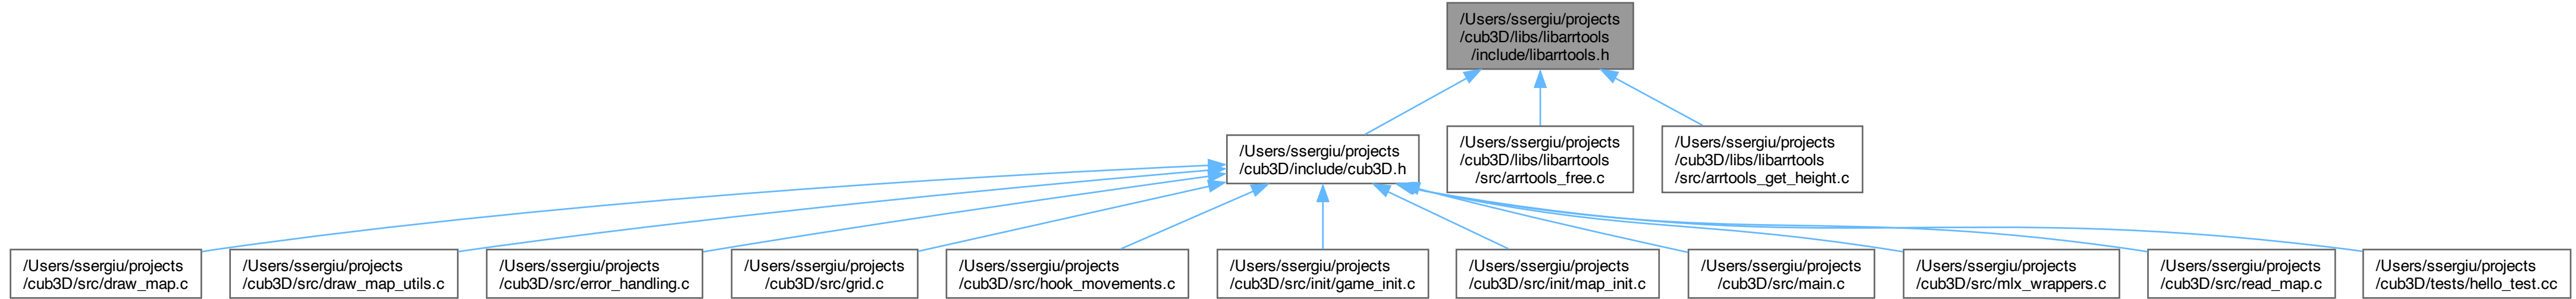 /Users/ssergiu/projects
/cub3D/libs/libarrtools
/include/libarrtools.h
/Users/ssergiu/projects
/cub3D/include/cub3D.h
/Users/ssergiu/projects
/cub3D/libs/libarrtools
/src/arrtools_free.c
/Users/ssergiu/projects
/cub3D/libs/libarrtools
/src/arrtools_get_height.c
/Users/ssergiu/projects
/cub3D/src/draw_map.c
/Users/ssergiu/projects
/cub3D/src/draw_map_utils.c
/Users/ssergiu/projects
/cub3D/src/error_handling.c
/Users/ssergiu/projects
/cub3D/src/grid.c
/Users/ssergiu/projects
/cub3D/src/hook_movements.c
/Users/ssergiu/projects
/cub3D/src/init/game_init.c
/Users/ssergiu/projects
/cub3D/src/init/map_init.c
/Users/ssergiu/projects
/cub3D/src/main.c
/Users/ssergiu/projects
/cub3D/src/mlx_wrappers.c
/Users/ssergiu/projects
/cub3D/src/read_map.c
/Users/ssergiu/projects
/cub3D/tests/hello_test.cc